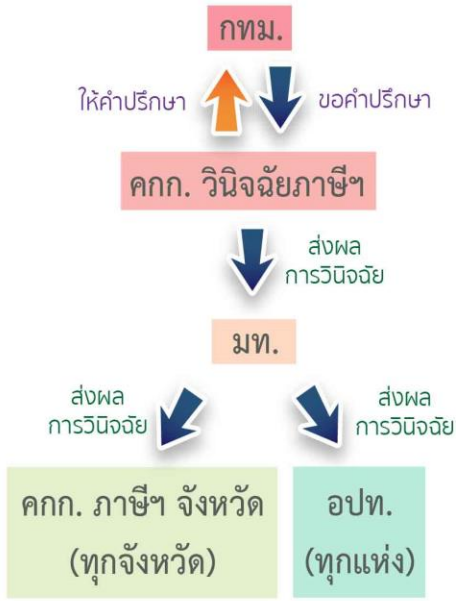 กทม.
ให้คำปรึกษา
ขอคำปรึกษา
คกก. วินิจฉัยภาษีฯ
ส่งผล
การวินิจฉัย
มท.
ส่งผล
การวินิจฉัย
ส่งผล
การวินิจฉัย
คกก. ภาษีฯ จังหวัด
(ทุกจังหวัด)
อปท.
(ทุกแห่ง)